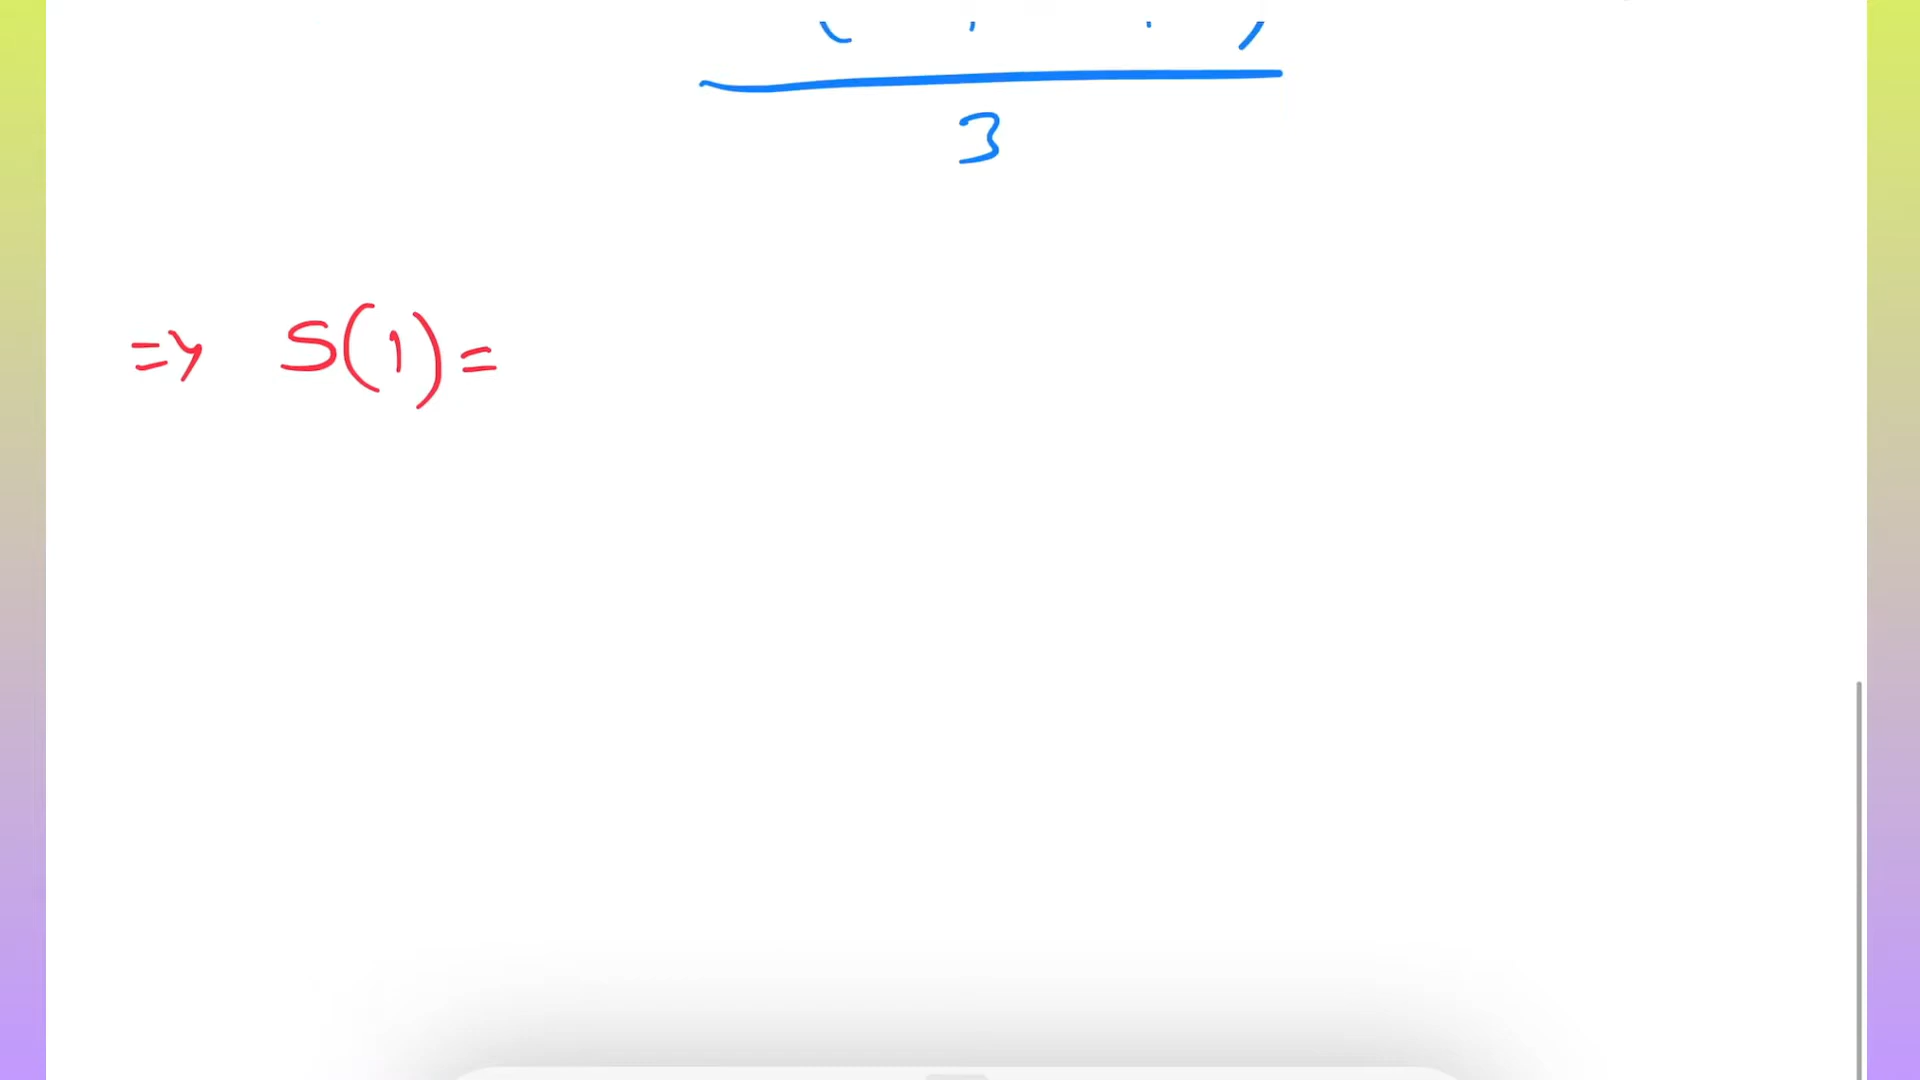 3
=> S(1) =